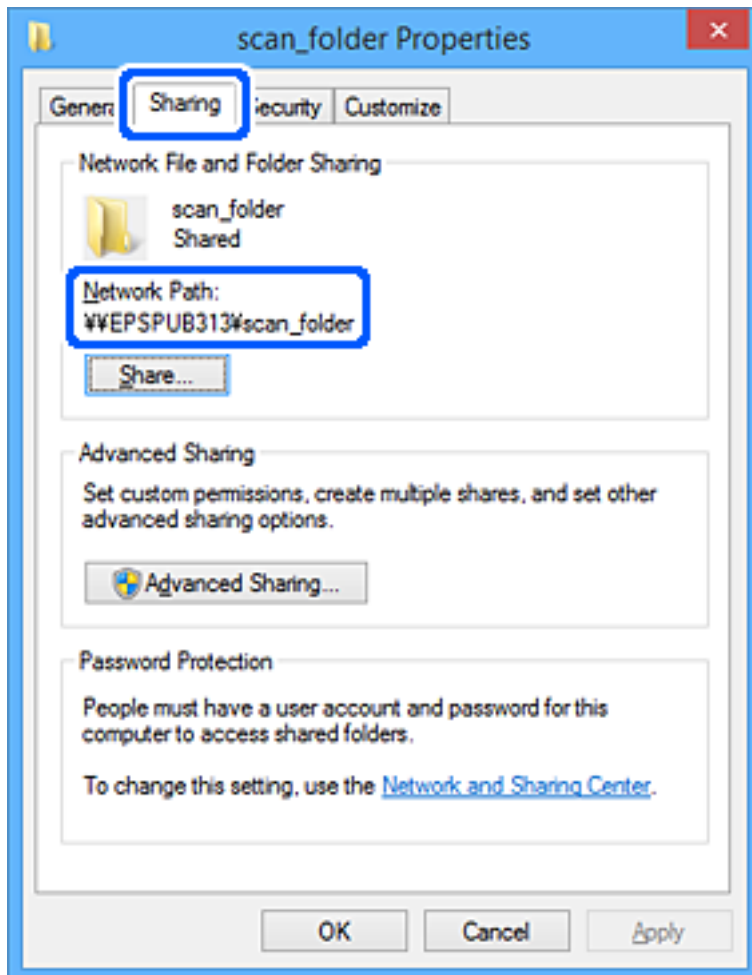 scan_folder Properties
Sharing
Customize
Network File and Folder Sharing
scan_folder
Shared
Network Path:
¥¥EPSPUB313¥scan_folder
Share...
Advanced Sharing
Set custom permissions, create multiple shares, and set other
advanced sharing options.
Advanced Sharing...
Password Protection
People must have a user account and password for this
computer to access shared folders.
To change this setting, use the Network and Sharing Center.
OK
Cancel
Apply